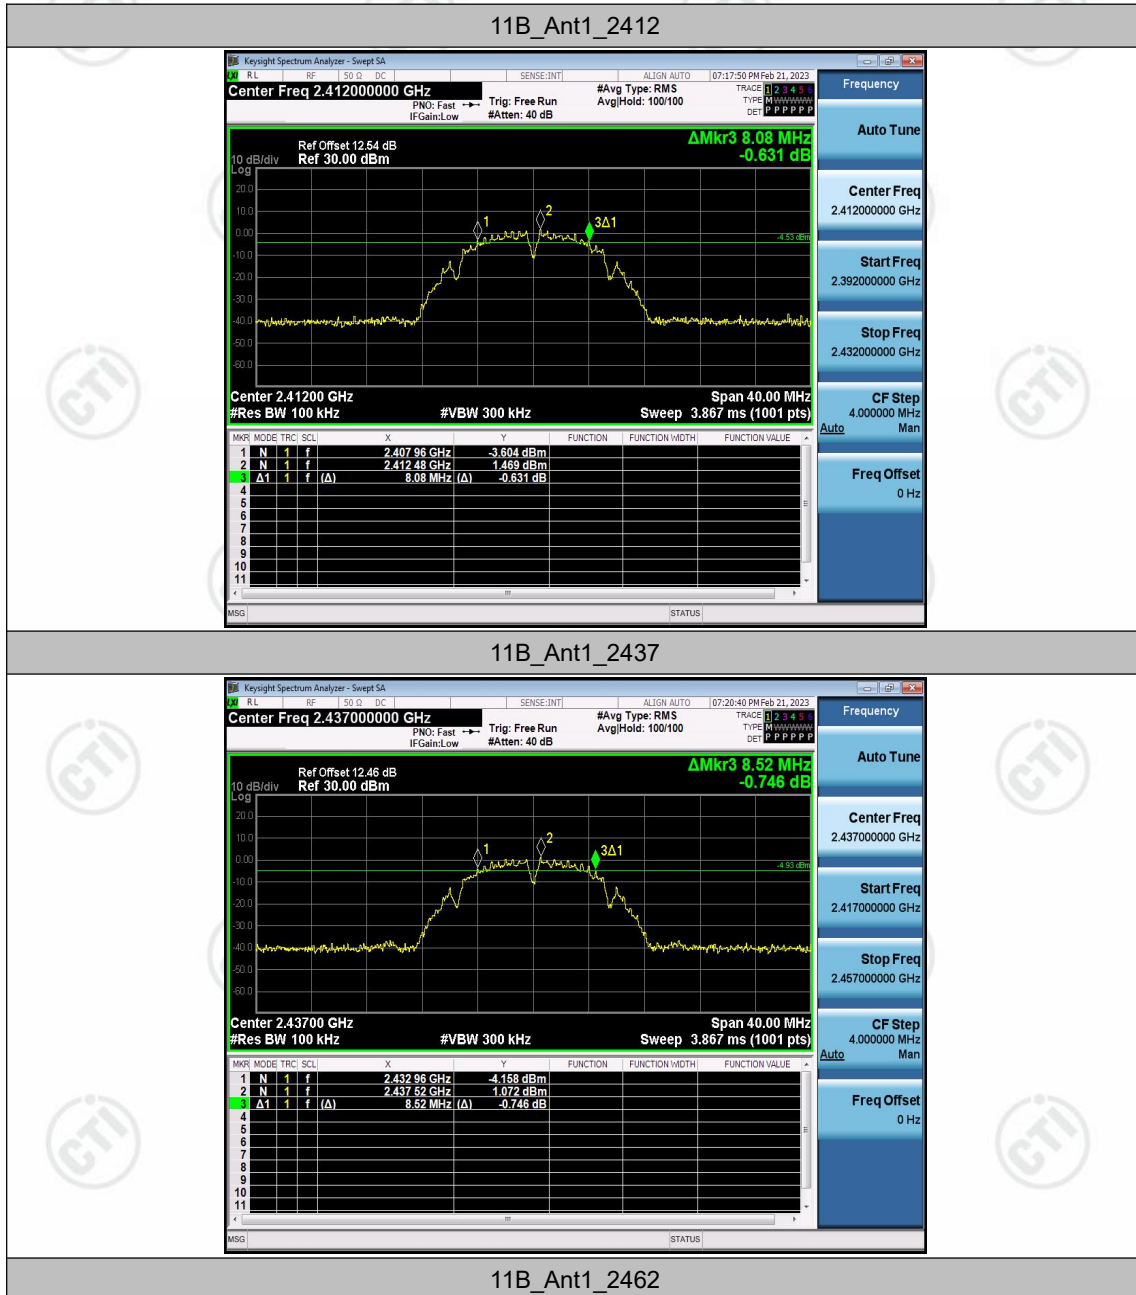 11B_Ant1_2412
Keysight Spectrum Analyzer - Swept SA
LXI RL RF 50 Ω DC SENSE:INT ALIGN AUTO 07:17:50 PM Feb 21, 2023
Center Freq 2.412000000 GHz #Avg Type: RMS TRACE 1 2 3 4 5 6
PNO: Fast Trig: Free Run Avg|Hold: 100/100 TYPE M WWWWW
IFGain:Low #Atten: 40 dB DET P P P P P P
Frequency
Auto Tune
ΔMkr3 8.08 MHz
-0.631 dB
Ref Offset 12.54 dB
10 dB/div Ref 30.00 dBm
Log
20.0
10.0
0.00
-10.0
-20.0
-30.0
-40.0
-50.0
-60.0
1
2
3Δ1
-4.53 dBm
Center 2.41200 GHz Span 40.00 MHz
#Res BW 100 kHz #VBW 300 kHz Sweep 3.867 ms (1001 pts)
Center Freq
2.412000000 GHz
Start Freq
2.392000000 GHz
Stop Freq
2.432000000 GHz
CF Step
4.000000 MHz
Auto Man
Freq Offset
0 Hz
MKR MODE TRC SCL X Y FUNCTION FUNCTION WIDTH FUNCTION VALUE
1 N 1 f 2.407 96 GHz -3.604 dBm
2 N 1 f 2.412 48 GHz 1.469 dBm
3 Δ1 1 f (Δ) 8.08 MHz (Δ) -0.631 dB
4
5
6
7
8
9
10
11
MSG STATUS
11B_Ant1_2437
Keysight Spectrum Analyzer - Swept SA
LXI RL RF 50 Ω DC SENSE:INT ALIGN AUTO 07:20:40 PM Feb 21, 2023
Center Freq 2.437000000 GHz #Avg Type: RMS TRACE 1 2 3 4 5 6
PNO: Fast Trig: Free Run Avg|Hold: 100/100 TYPE M WWWWW
IFGain:Low #Atten: 40 dB DET P P P P P P
Frequency
Auto Tune
ΔMkr3 8.52 MHz
-0.746 dB
Ref Offset 12.46 dB
10 dB/div Ref 30.00 dBm
Log
20.0
10.0
0.00
-10.0
-20.0
-30.0
-40.0
-50.0
-60.0
1
2
3Δ1
-4.93 dBm
Center 2.43700 GHz Span 40.00 MHz
#Res BW 100 kHz #VBW 300 kHz Sweep 3.867 ms (1001 pts)
Center Freq
2.437000000 GHz
Start Freq
2.417000000 GHz
Stop Freq
2.457000000 GHz
CF Step
4.000000 MHz
Auto Man
Freq Offset
0 Hz
MKR MODE TRC SCL X Y FUNCTION FUNCTION WIDTH FUNCTION VALUE
1 N 1 f 2.432 96 GHz -4.158 dBm
2 N 1 f 2.437 52 GHz 1.072 dBm
3 Δ1 1 f (Δ) 8.52 MHz (Δ) -0.746 dB
4
5
6
7
8
9
10
11
MSG STATUS
11B_Ant1_2462
CTI
CTI
CTI
CTI
CTI
CTI